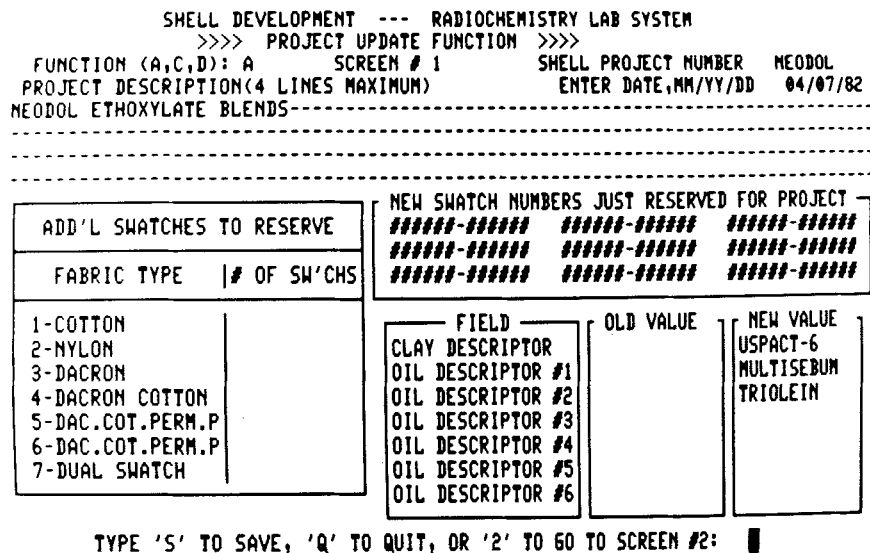 SHELL DEVELOPMENT --- RADIOCHEMISTRY LAB SYSTEM
>>>> PROJECT UPDATE FUNCTION >>>>
FUNCTION (A,C,D): A SCREEN # 1 SHELL PROJECT NUMBER NEODOL
PROJECT DESCRIPTION(4 LINES MAXIMUM) ENTER DATE,MM/YY/DD 04/07/82
NEODOL ETHOXYLATE BLENDS
NEW SWATCH NUMBERS JUST RESERVED FOR PROJECT
######-###### ######-###### ######-######
######-###### ######-###### ######-######
######-###### ######-###### ######-######
ADD'L SWATCHES TO RESERVE
FABRIC TYPE # OF SW'CHS
1-COTTON
2-NYLON
3-DACRON
4-DACRON COTTON
5-DAC.COT.PERM.P
6-DAC.COT.PERM.P
7-DUAL SWATCH
FIELD
CLAY DESCRIPTOR
OIL DESCRIPTOR #1
OIL DESCRIPTOR #2
OIL DESCRIPTOR #3
OIL DESCRIPTOR #4
OIL DESCRIPTOR #5
OIL DESCRIPTOR #6
OLD VALUE
NEW VALUE
USPACT-6
MULTISEBUM
TRIOLEIN
TYPE 'S' TO SAVE, 'Q' TO QUIT, OR '2' TO GO TO SCREEN #2: